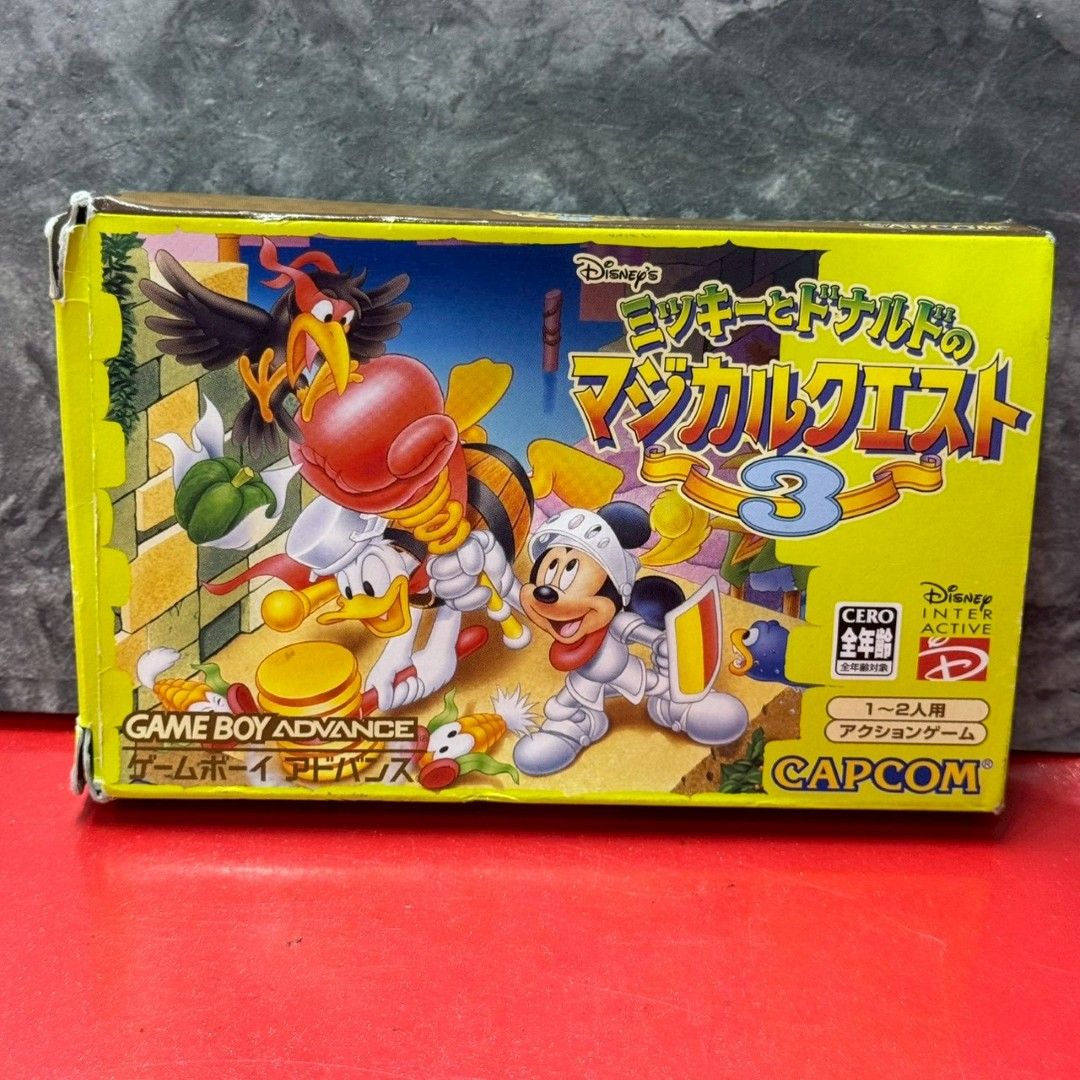 CAPCOM
Disney's
ミッキーとドナルドの
マジカルクエスト
3
CERO
全年齢
全年齢対象
Disney
INTER
ACTIVE
D
1～2人用
アクションゲーム
GAME BOY ADVANCE
ゲームボーイ アドバンス
CAPCOM®